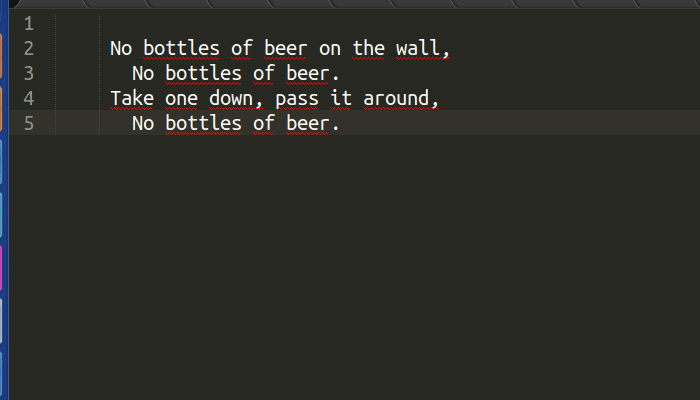 1
2 No bottles of beer on the wall,
3 No bottles of beer.
4 Take one down, pass it around,
5 No bottles of beer.